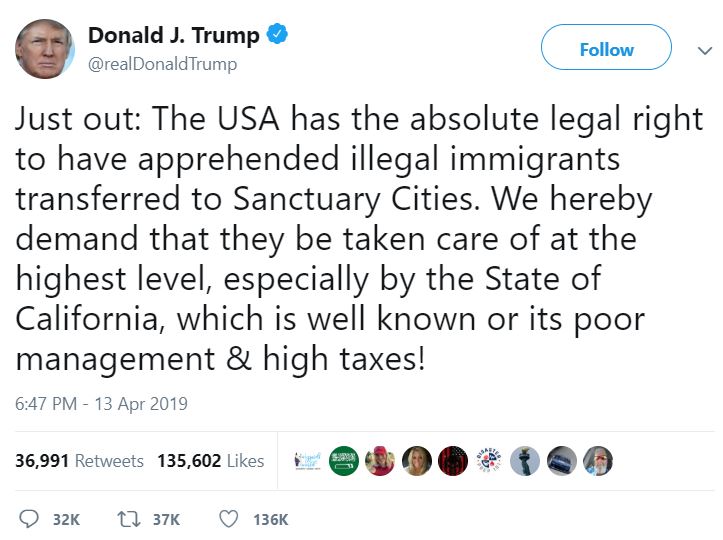 Donald J. Trump
@realDonaldTrump
Follow
Just out: The USA has the absolute legal right
to have apprehended illegal immigrants
transferred to Sanctuary Cities. We hereby
demand that they be taken care of at the
highest level, especially by the State of
California, which is well known or its poor
management & high taxes!
6:47 PM - 13 Apr 2019
36,991 Retweets 135,602 Likes
32K 37K 136K